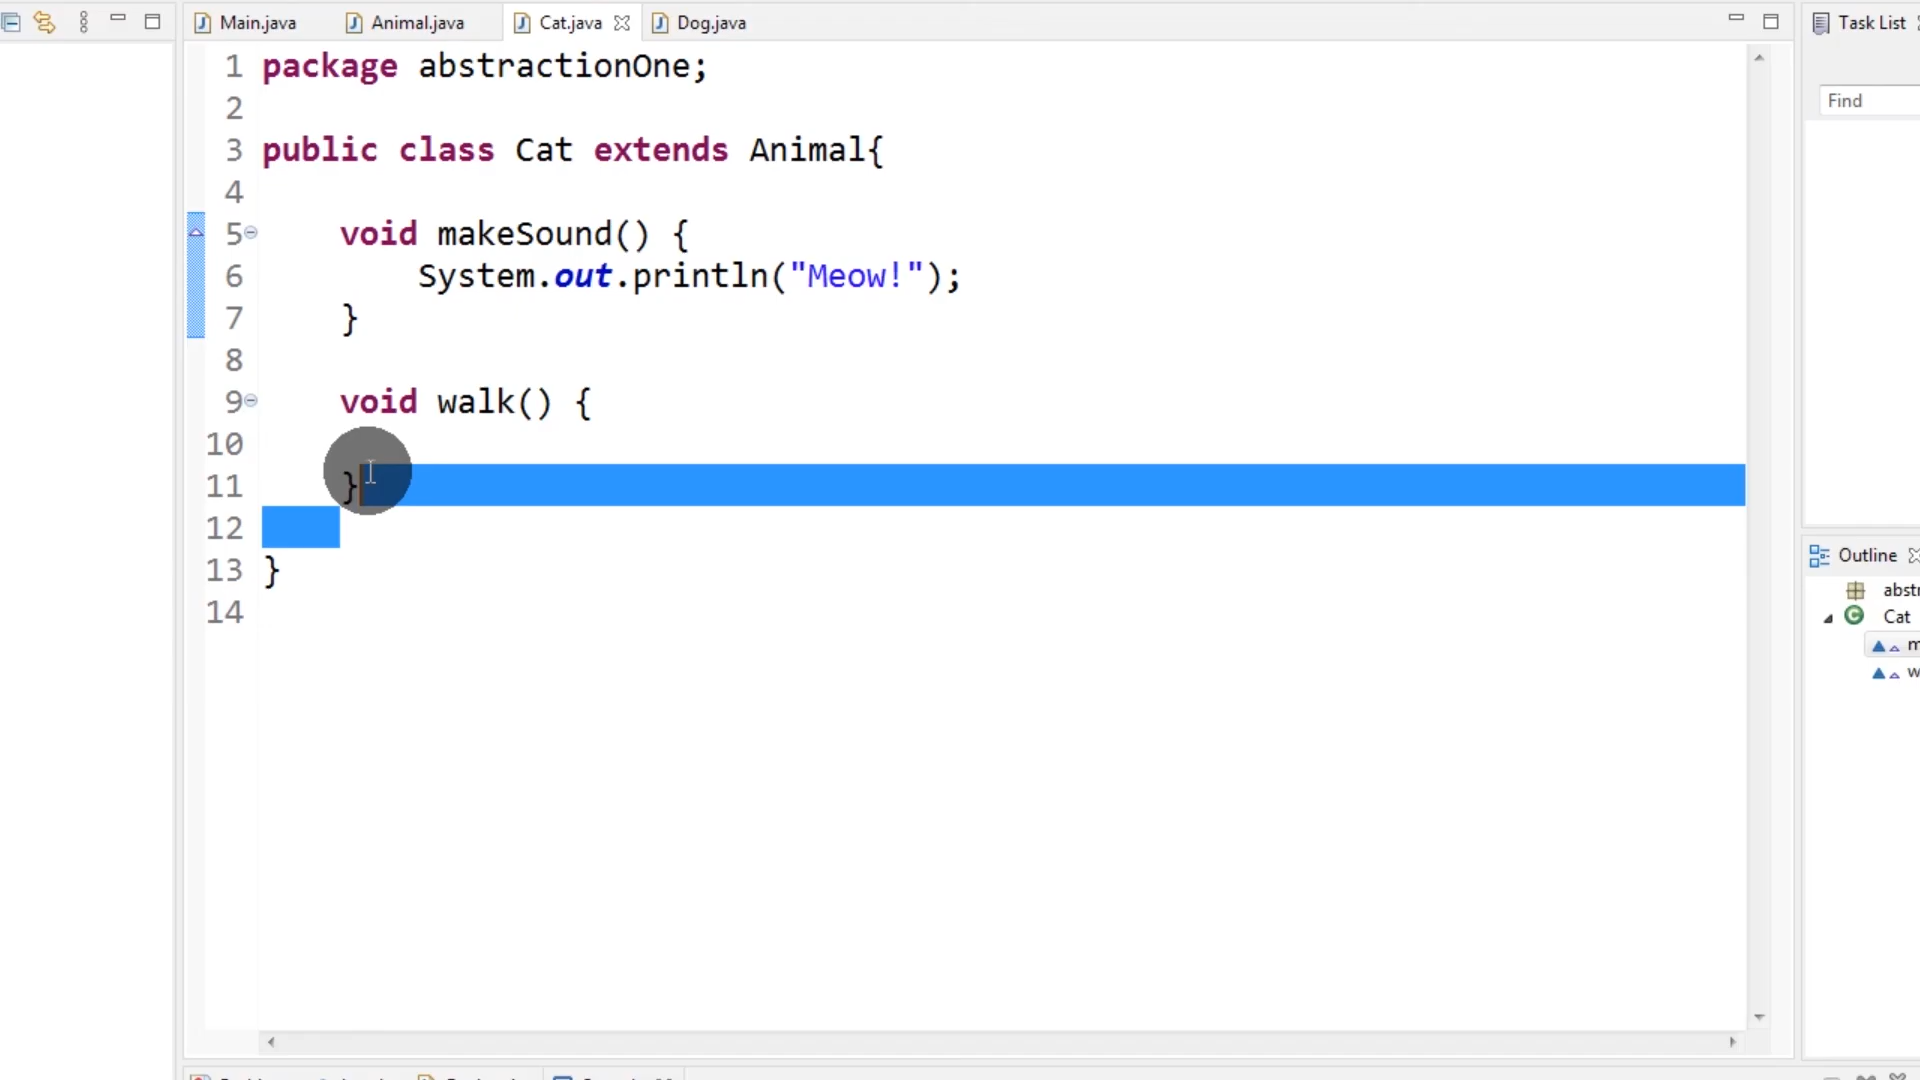 Main.java Animal.java Cat.java Dog.java Task List
Find
1 package abstractionOne;
2
3 public class Cat extends Animal{
4
5 void makeSound() {
6 System.out.println("Meow!");
7 }
8
9 void walk() {
10
11 }
12
13 }
14
Outline
abstr
Cat
m
w